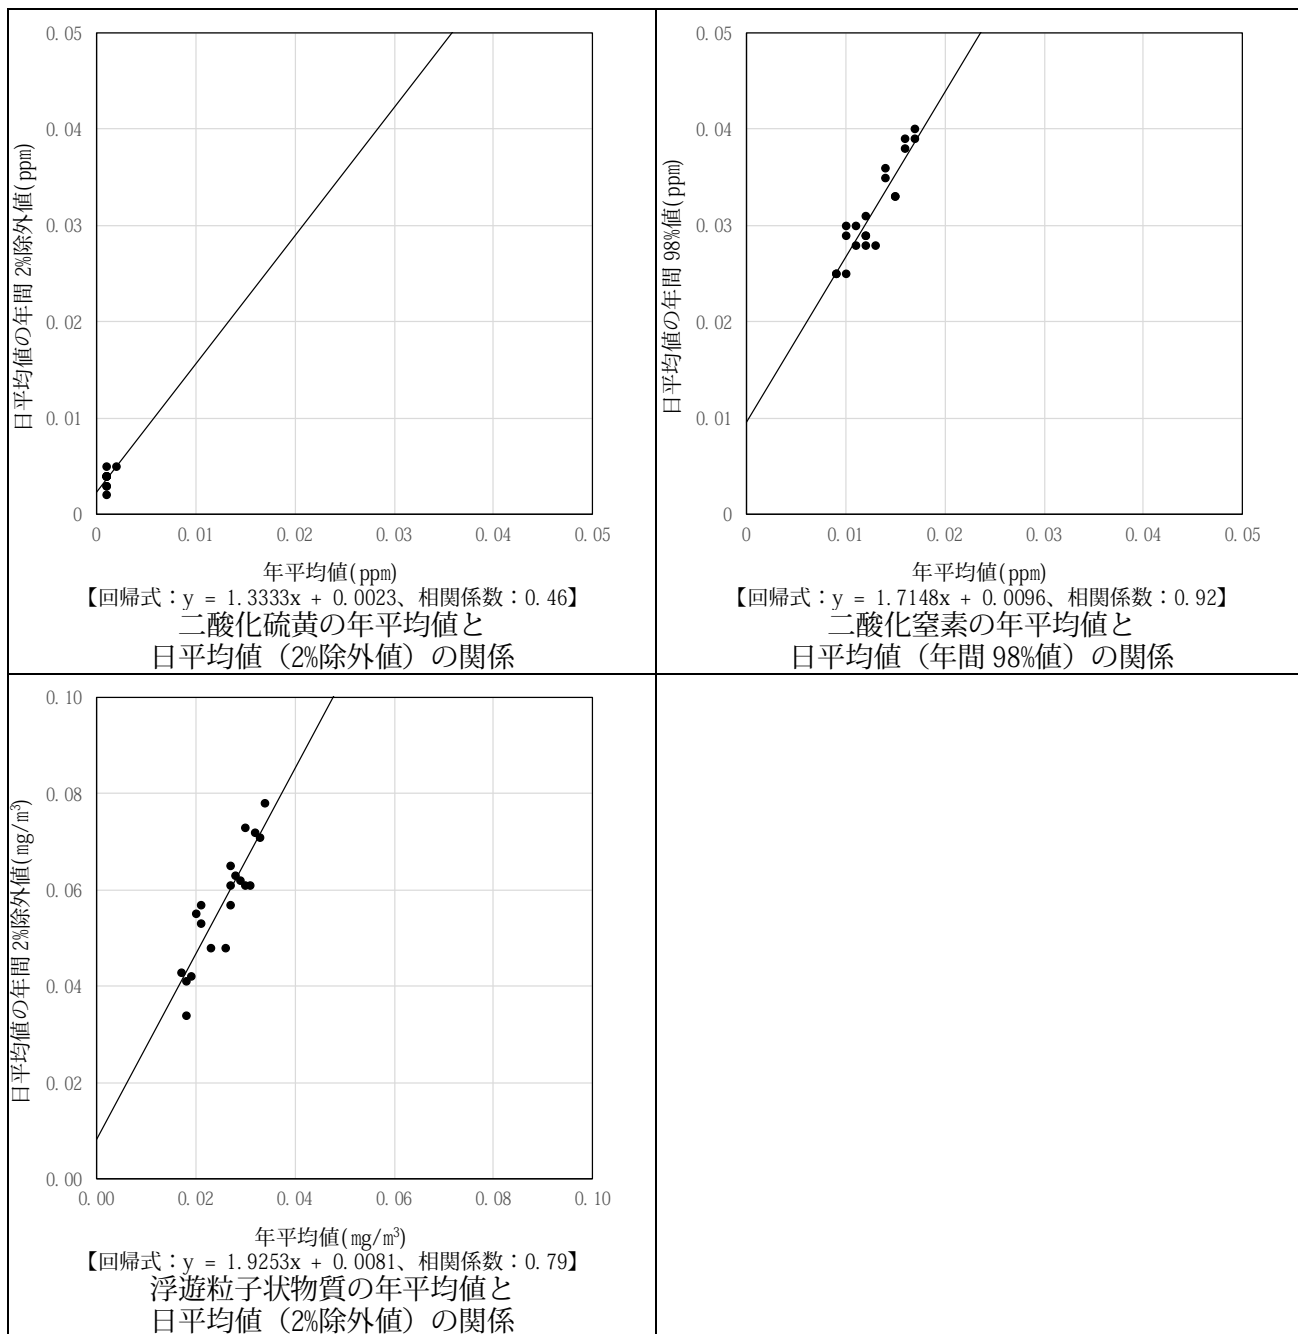 0.05
0.04
0.03
0.02
0.01
0
日平均値の年間 2%除外値(ppm)
0 0.01 0.02 0.03 0.04 0.05
年平均値(ppm)
【回帰式：y = 1.3333x + 0.0023、相関係数：0.46】
二酸化硫黄の年平均値と
日平均値（2%除外値）の関係
0.05
0.04
0.03
0.02
0.01
0
日平均値の年間 98%値(ppm)
0 0.01 0.02 0.03 0.04 0.05
年平均値(ppm)
【回帰式：y = 1.7148x + 0.0096、相関係数：0.92】
二酸化窒素の年平均値と
日平均値（年間 98%値）の関係
0.10
0.08
0.06
0.04
0.02
0.00
日平均値の年間 2%除外値(mg/m³)
0.00 0.02 0.04 0.06 0.08 0.10
年平均値(mg/m³)
【回帰式：y = 1.9253x + 0.0081、相関係数：0.79】
浮遊粒子状物質の年平均値と
日平均値（2%除外値）の関係